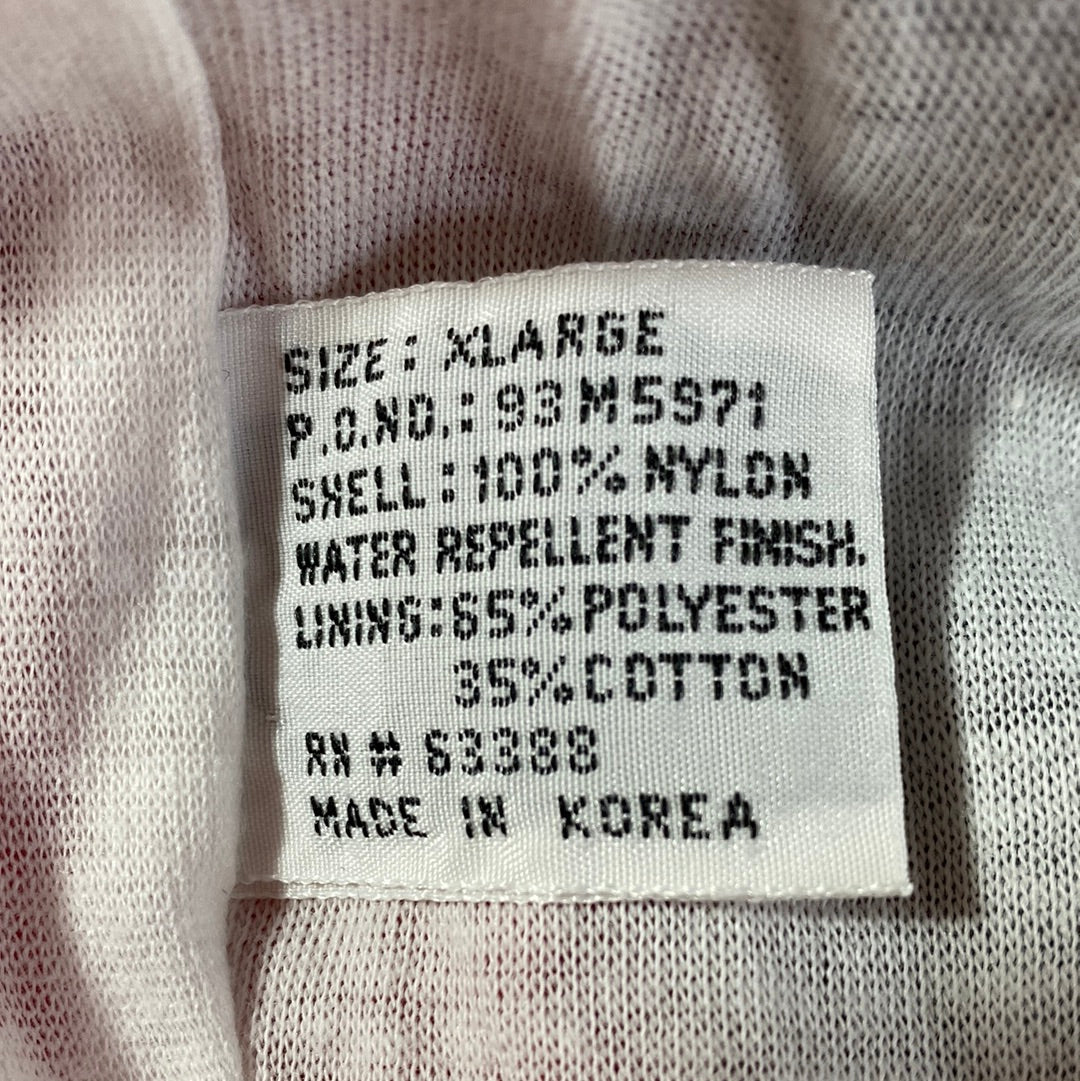 SIZE: XLARGE
P.O.NO.: 93M5971
SHELL: 100% NYLON
WATER REPELLENT FINISH.
LINING: 65% POLYESTER
35% COTTON
RN # 63388
MADE IN KOREA